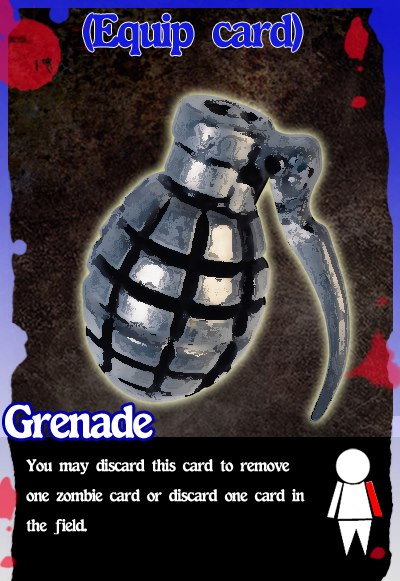 (Equip card)
Grenade
You may discard this card to remove
one zombie card or discard one card in
the field.